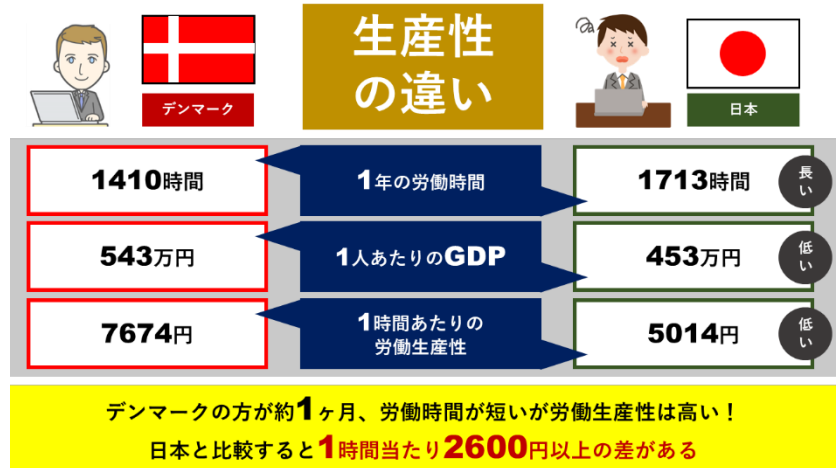 生産性
の違い
デンマーク
日本
1410時間
1年の労働時間
1713時間
長い
543万円
1人あたりのGDP
453万円
低い
7674円
1時間あたりの
労働生産性
5014円
低い
デンマークの方が約1ヶ月、労働時間が短いが労働生産性は高い！
日本と比較すると1時間当たり2600円以上の差がある